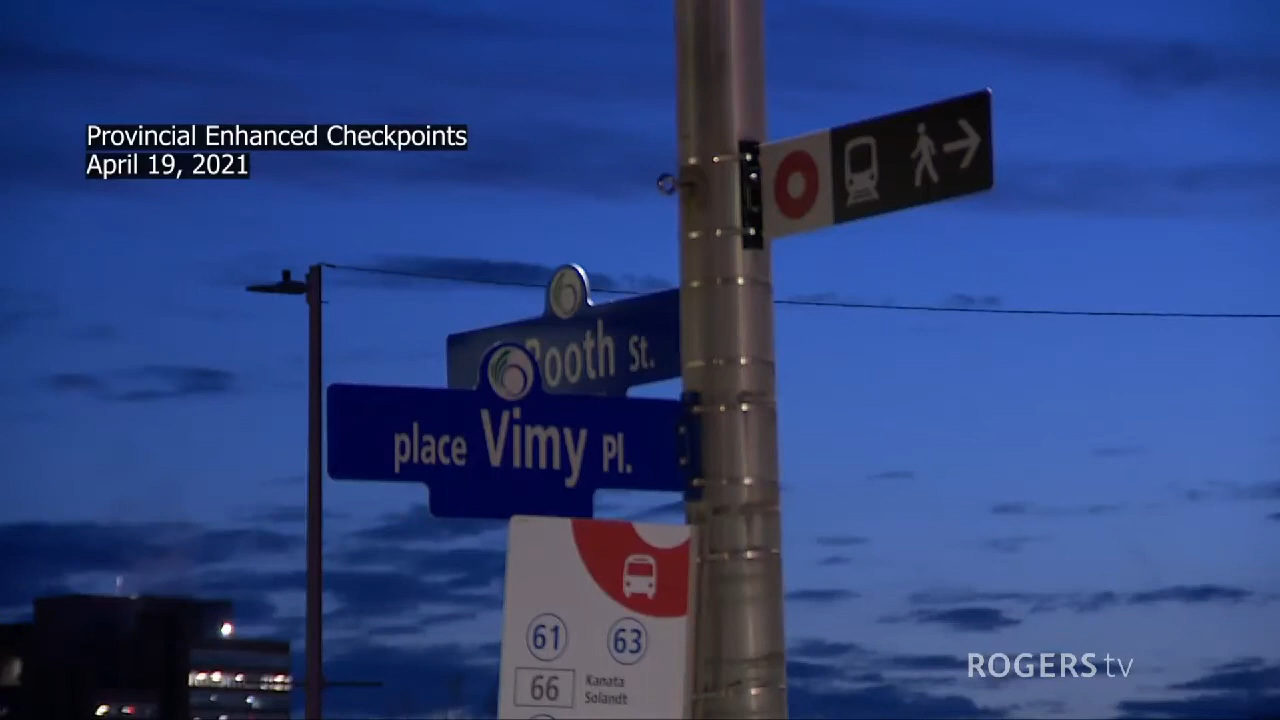 Provincial Enhanced Checkpoints
April 19, 2021
Booth St.
place Vimy Pl.
61 63
66 Kanata
Solandt
ROGERS tv